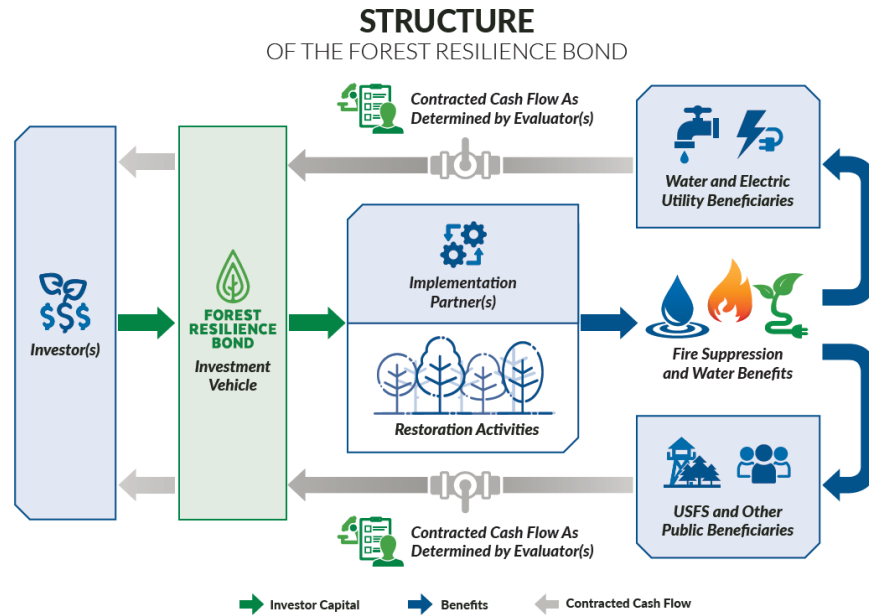 STRUCTURE
OF THE FOREST RESILIENCE BOND
Contracted Cash Flow As
Determined by Evaluator(s)
Water and Electric
Utility Beneficiaries
Investor(s)
FOREST
RESILIENCE
BOND
Investment
Vehicle
Implementation
Partner(s)
Restoration Activities
Fire Suppression
and Water Benefits
USFS and Other
Public Beneficiaries
Contracted Cash Flow As
Determined by Evaluator(s)
Investor Capital
Benefits
Contracted Cash Flow